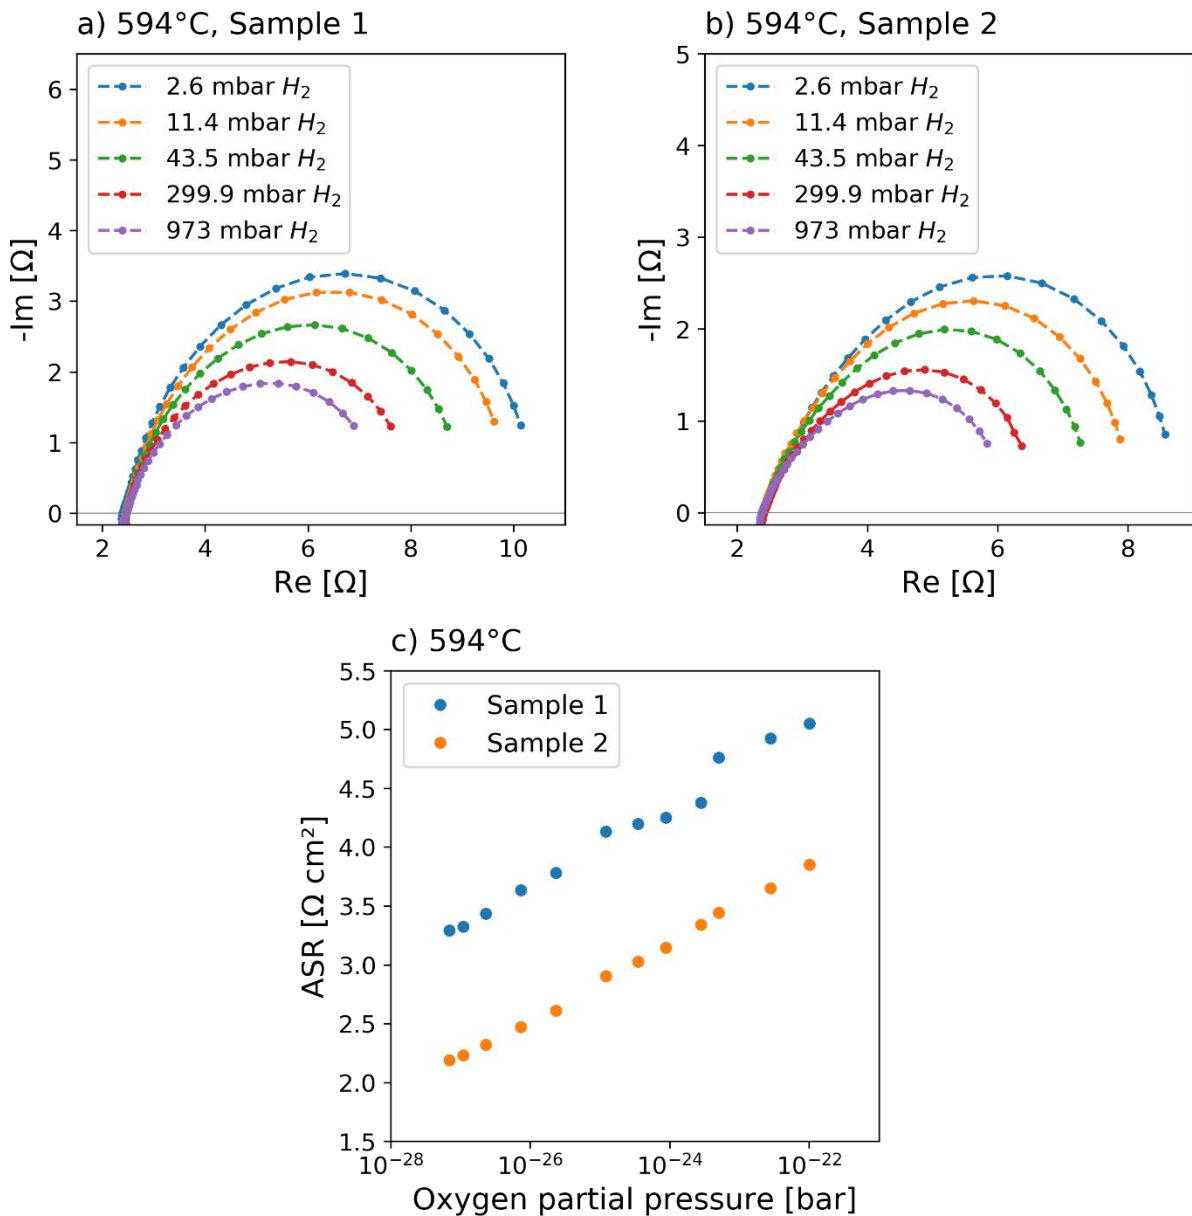 a) 594°C, Sample 1
2.6 mbar H₂
11.4 mbar H₂
43.5 mbar H₂
299.9 mbar H₂
973 mbar H₂
6
5
4
3
2
1
0
-Im [Ω]
2
4
6
8
10
Re [Ω]
b) 594°C, Sample 2
2.6 mbar H₂
11.4 mbar H₂
43.5 mbar H₂
299.9 mbar H₂
973 mbar H₂
5
4
3
2
1
0
-Im [Ω]
2
4
6
8
Re [Ω]
c) 594°C
Sample 1
Sample 2
5.5
5.0
4.5
4.0
3.5
3.0
2.5
2.0
1.5
ASR [Ω cm²]
10⁻²⁸
10⁻²⁶
10⁻²⁴
10⁻²²
Oxygen partial pressure [bar]